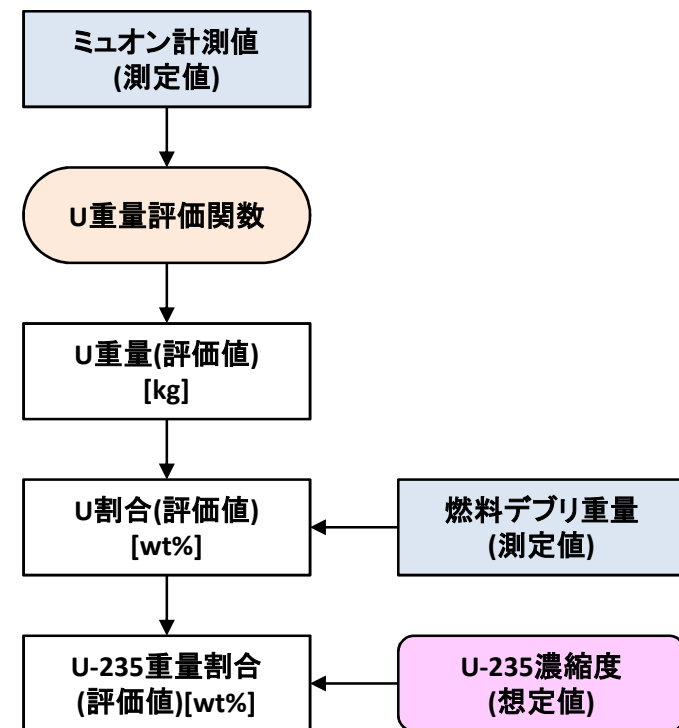 ミュオン計測値
(測定値)
U重量評価関数
U重量(評価値)
[kg]
U割合(評価値)
[wt%]
燃料デブリ重量
(測定値)
U-235重量割合
(評価値)[wt%]
U-235濃縮度
(想定値)